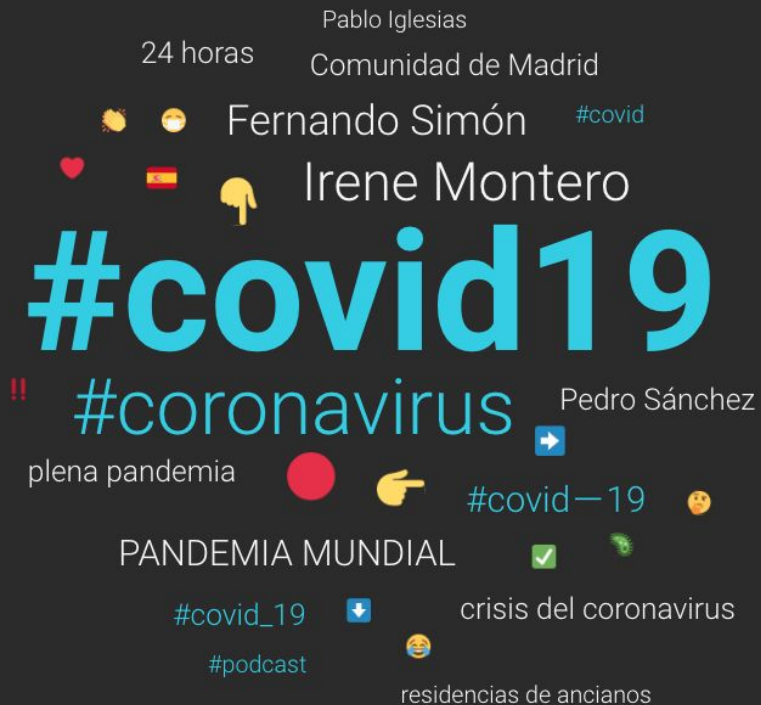 Pablo Iglesias
24 horas
Comunidad de Madrid
Fernando Simón
#covid
Irene Montero
#covid19
#coronavirus
Pedro Sánchez
plena pandemia
#covid—19
PANDEMIA MUNDIAL
#covid_19
crisis del coronavirus
#podcast
residencias de ancianos